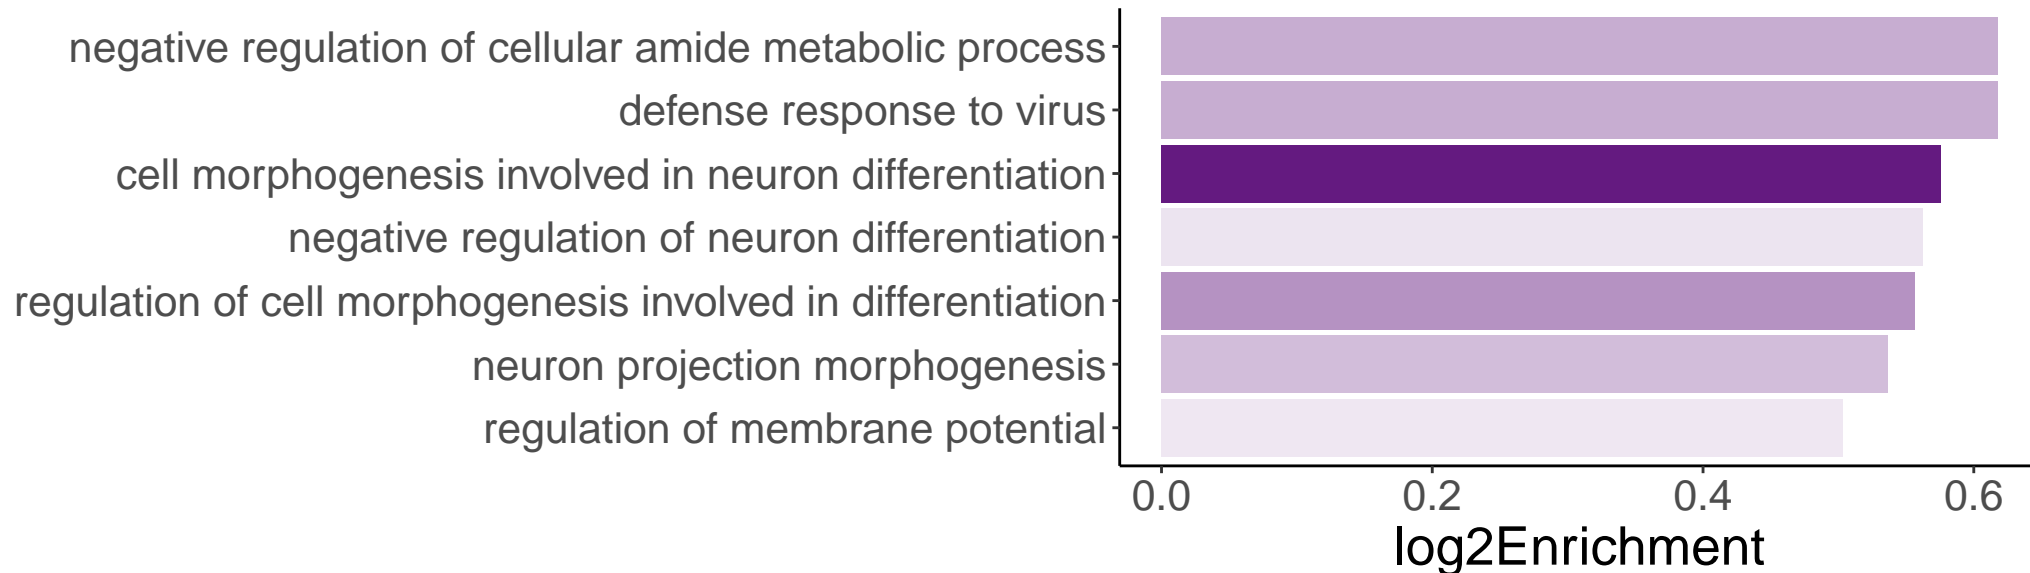 negative regulation of cellular amide metabolic process
defense response to virus
cell morphogenesis involved in neuron differentiation
negative regulation of neuron differentiation
regulation of cell morphogenesis involved in differentiation
neuron projection morphogenesis
regulation of membrane potential
0.0 0.2 0.4 0.6
log2Enrichment